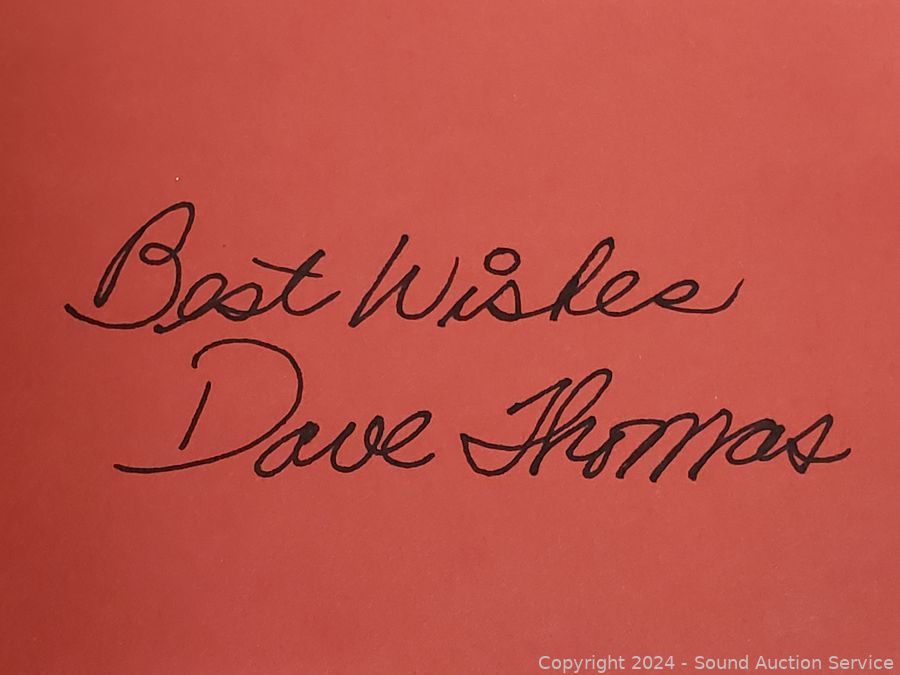 Best Wishes
Dave Thomas
Copyright 2024 - Sound Auction Service